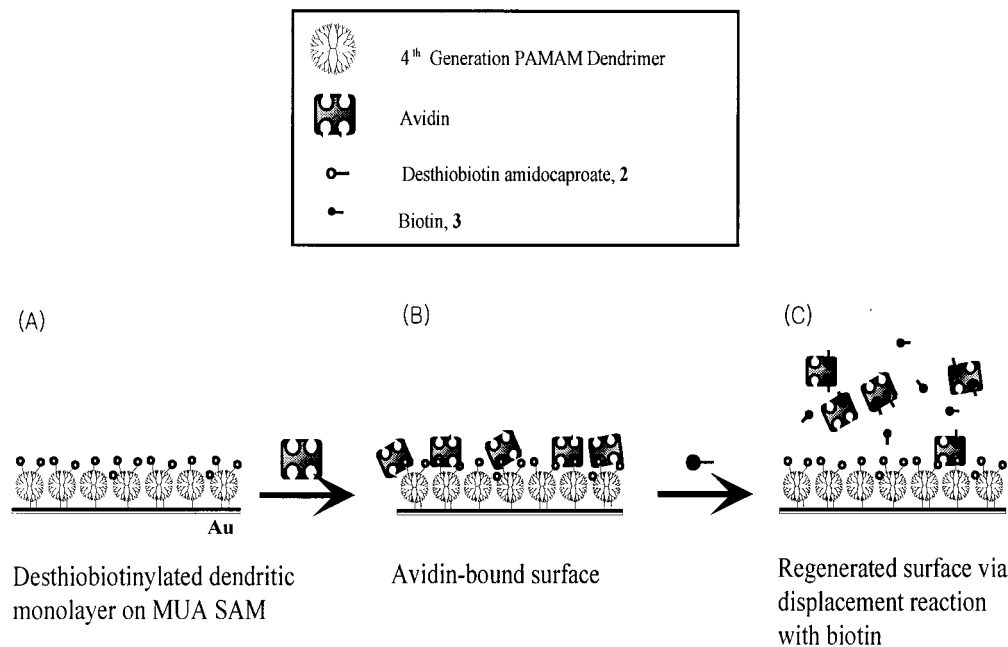 4th Generation PAMAM Dendrimer
Avidin
Desthiobiotin amidocaproate, 2
Biotin, 3
(A)
(B)
(C)
Au
Desthiobiotinylated dendritic
monolayer on MUA SAM
Avidin-bound surface
Regenerated surface via
displacement reaction
with biotin